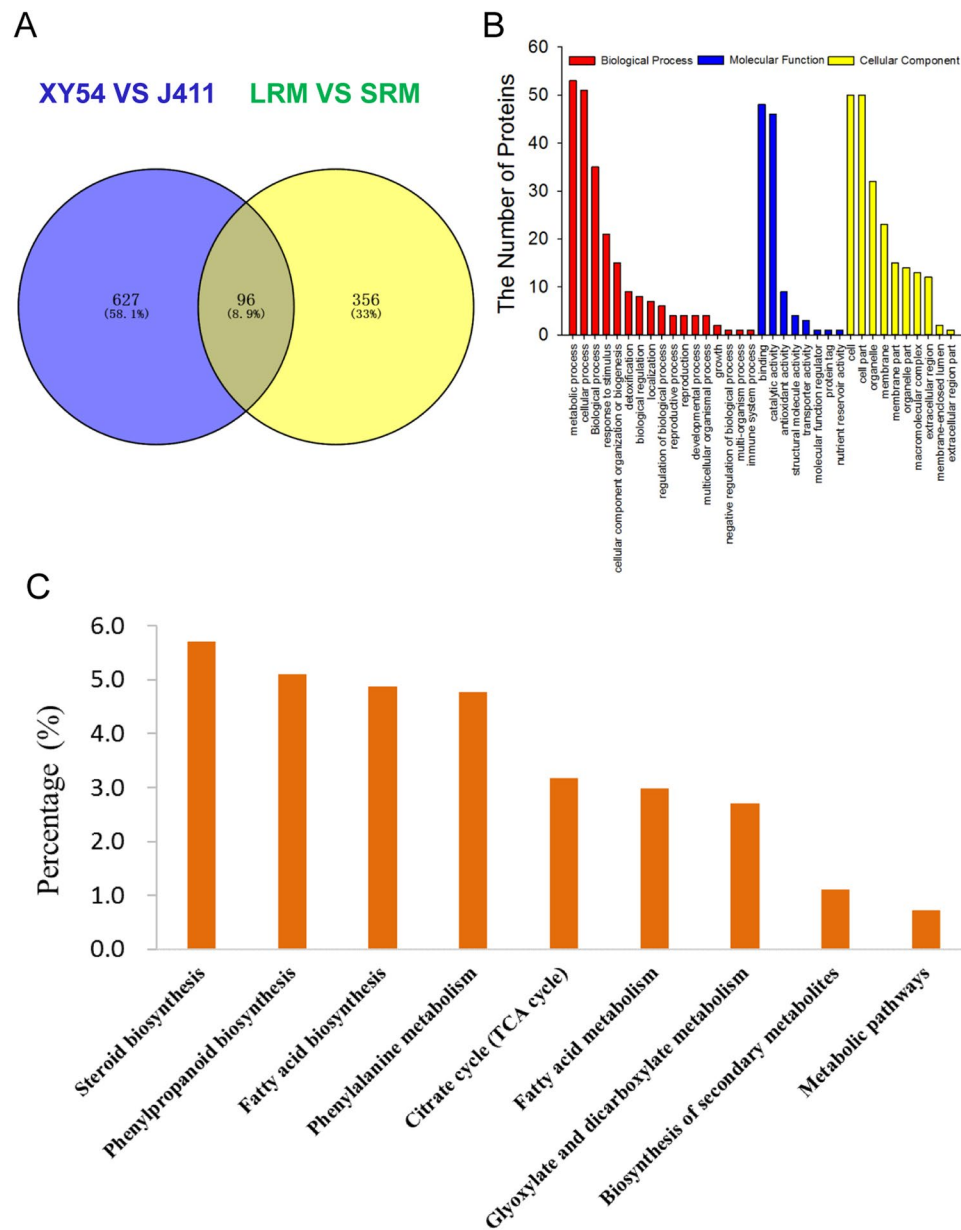 A
XY54 VS J411 LRM VS SRM
627
(58.1%)
96
(8.9%)
356
(33%)
B
60
50
40
30
20
10
0
The Number of Proteins
Biological Process
Molecular Function
Cellular Component
metabolic process
cellular process
Biological process
response to stimulus
cellular component organization or biogenesis
detoxification
biological regulation
localization
regulation of biological process
reproductive process
reproduction
developmental process
multicellular organismal process
growth
negative regulation of biological process
multi-organism process
immune system process
binding
catalytic activity
antioxidant activity
structural molecule activity
transporter activity
molecular function regulator
protein tag
nutrient reservoir activity
cell
cell part
organelle
membrane
membrane part
organelle part
macromolecular complex
extracellular region
membrane-enclosed lumen
extracellular region part
C
6.0
5.0
4.0
3.0
2.0
1.0
0.0
Percentage (%)
Steroid biosynthesis
Phenylpropanoid biosynthesis
Fatty acid biosynthesis
Phenylalanine metabolism
Citrate cycle (TCA cycle)
Fatty acid metabolism
Glyoxylate and dicarboxylate metabolism
Biosynthesis of secondary metabolites
Metabolic pathways